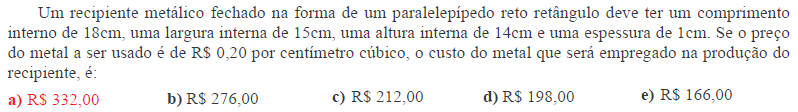 Um recipiente metálico fechado na forma de um paralelepípedo reto retângulo deve ter um comprimento
interno de 18cm, uma largura interna de 15cm, uma altura interna de 14cm e uma espessura de 1cm. Se o preço
do metal a ser usado é de R$ 0,20 por centímetro cúbico, o custo do metal que será empregado na produção do
recipiente, é:
a) R$ 332,00 b) R$ 276,00 c) R$ 212,00 d) R$ 198,00 e) R$ 166,00